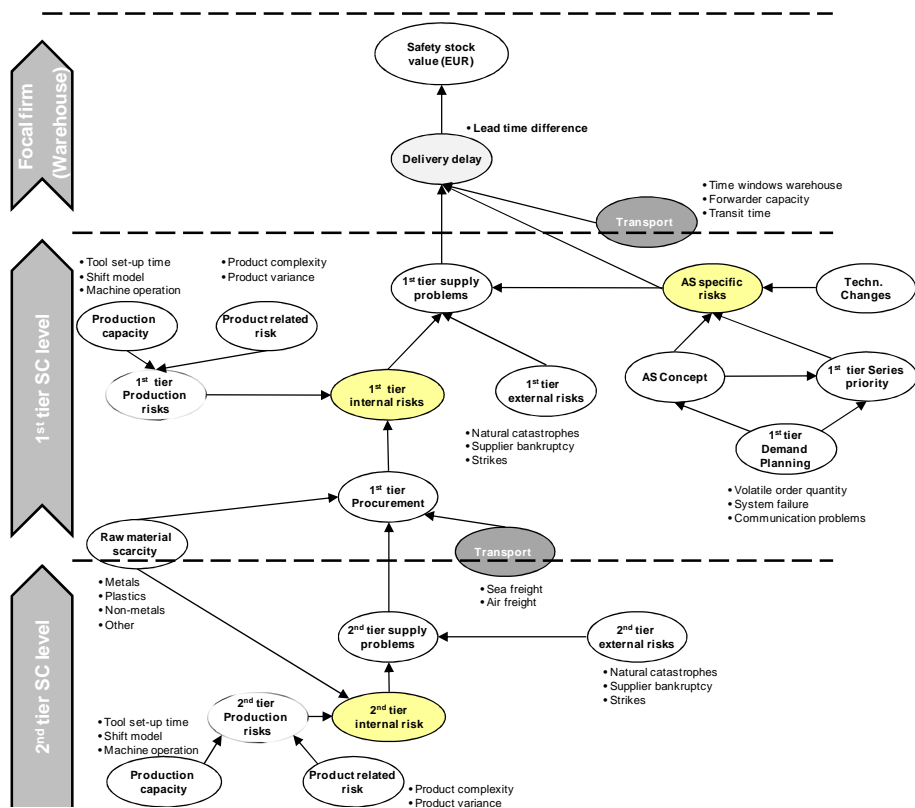 Focal firm
(Warehouse)
Safety stock
value (EUR)
• Lead time difference
Delivery delay
• Time windows warehouse
• Forwarder capacity
• Transit time
Transport
1st tier SC level
• Tool set-up time
• Shift model
• Machine operation
• Product complexity
• Product variance
Production
capacity
Product related
risk
1st tier
Production
risks
1st tier supply
problems
AS specific
risks
Techn.
Changes
1st tier
internal risks
1st tier
external risks
AS Concept
1st tier Series
priority
• Natural catastrophes
• Supplier bankruptcy
• Strikes
1st tier
Demand
Planning
• Volatile order quantity
• System failure
• Communication problems
1st tier
Procurement
Raw material
scarcity
Transport
• Sea freight
• Air freight
2nd tier SC level
• Metals
• Plastics
• Non-metals
• Other
2nd tier supply
problems
2nd tier
external risks
• Natural catastrophes
• Supplier bankruptcy
• Strikes
2nd tier
Production
risks
2nd tier
internal risk
• Tool set-up time
• Shift model
• Machine operation
Production
capacity
Product related
risk
• Product complexity
• Product variance